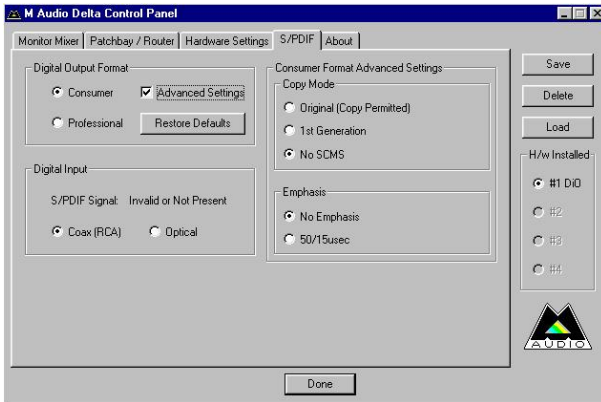 M Audio Delta Control Panel
Monitor Mixer
Patchbay / Router
Hardware Settings
S/PDIF
About
Digital Output Format
Consumer
Advanced Settings
Professional
Restore Defaults
Digital Input
S/PDIF Signal: Invalid or Not Present
Coax (RCA)
Optical
Consumer Format Advanced Settings
Copy Mode
Original (Copy Permitted)
1st Generation
No SCMS
Emphasis
No Emphasis
50/15usec
Save
Delete
Load
H/w Installed
#1 DiO
#2
#3
#4
M
AUDIO
Done